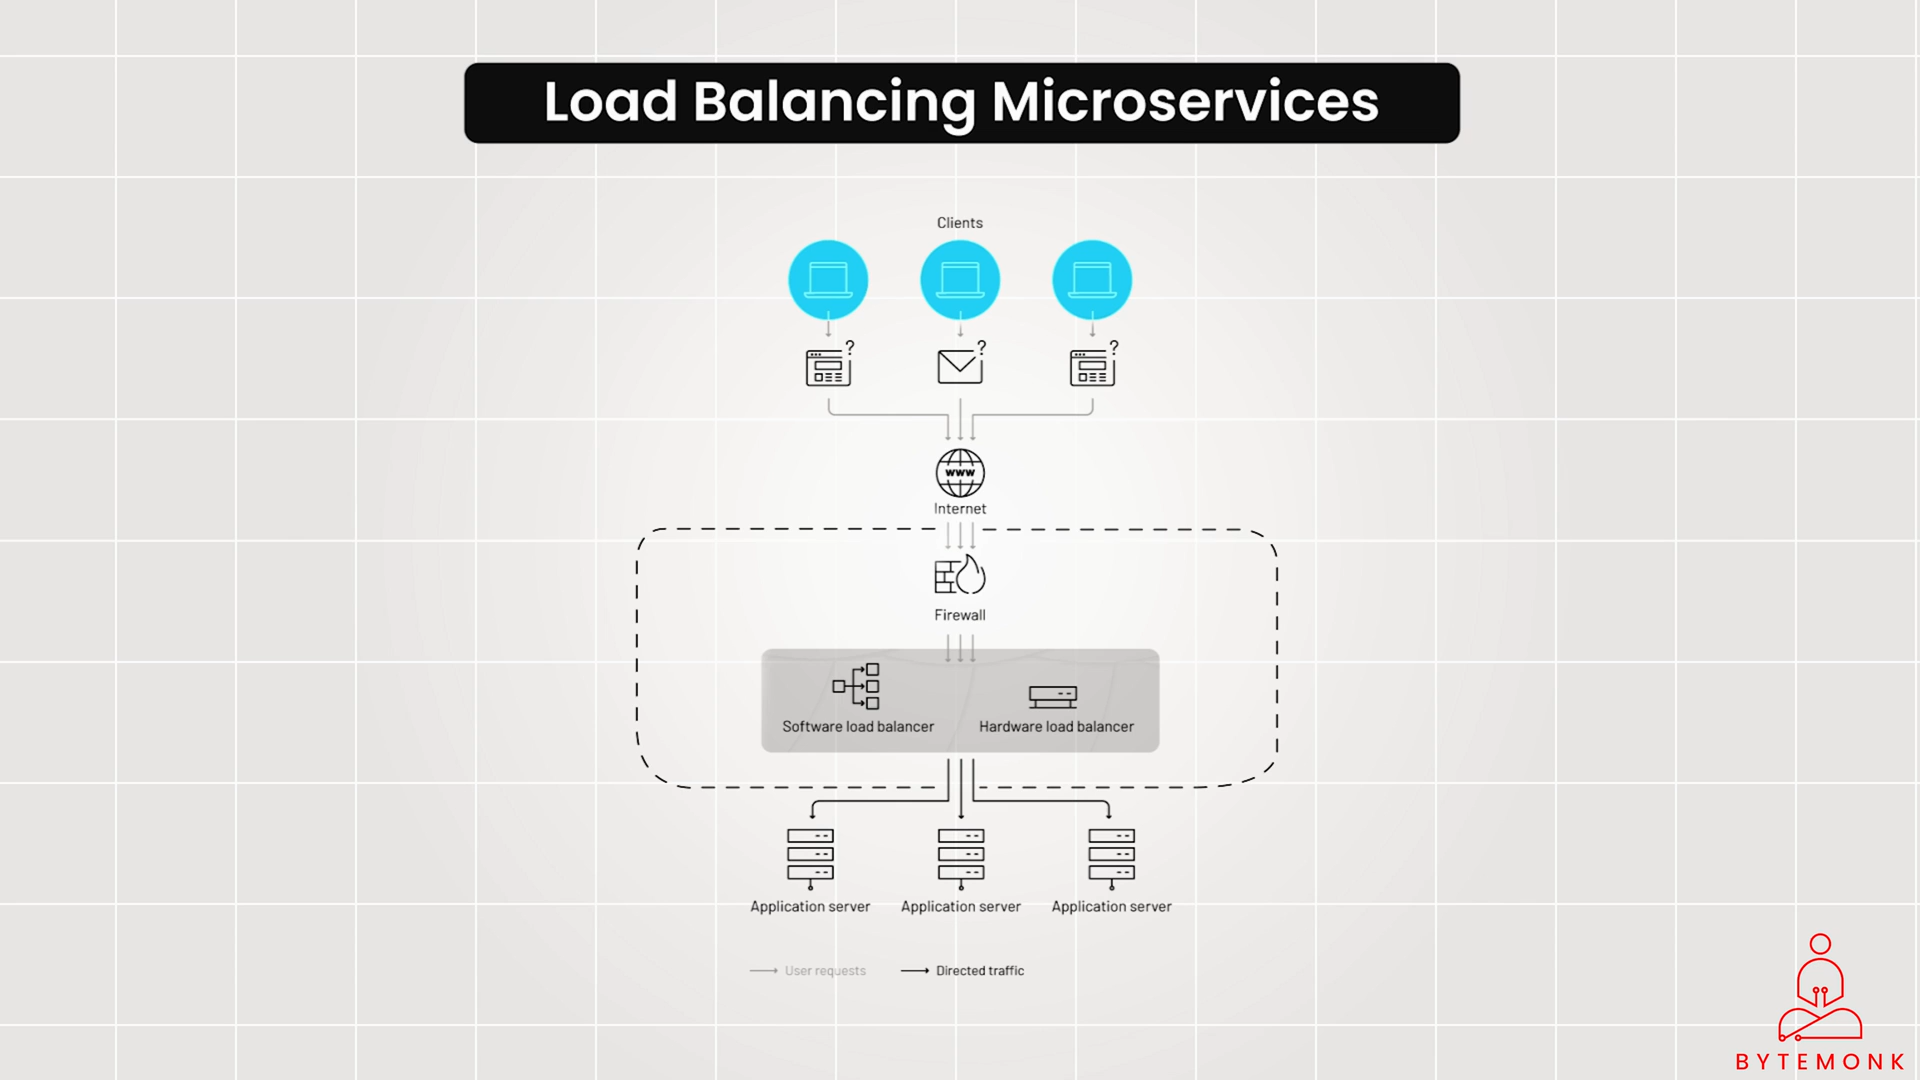 Load Balancing Microservices
Clients
?
?
?
www
Internet
Firewall
Software load balancer
Hardware load balancer
Application server
Application server
Application server
User requests
Directed traffic
BYTEMONK